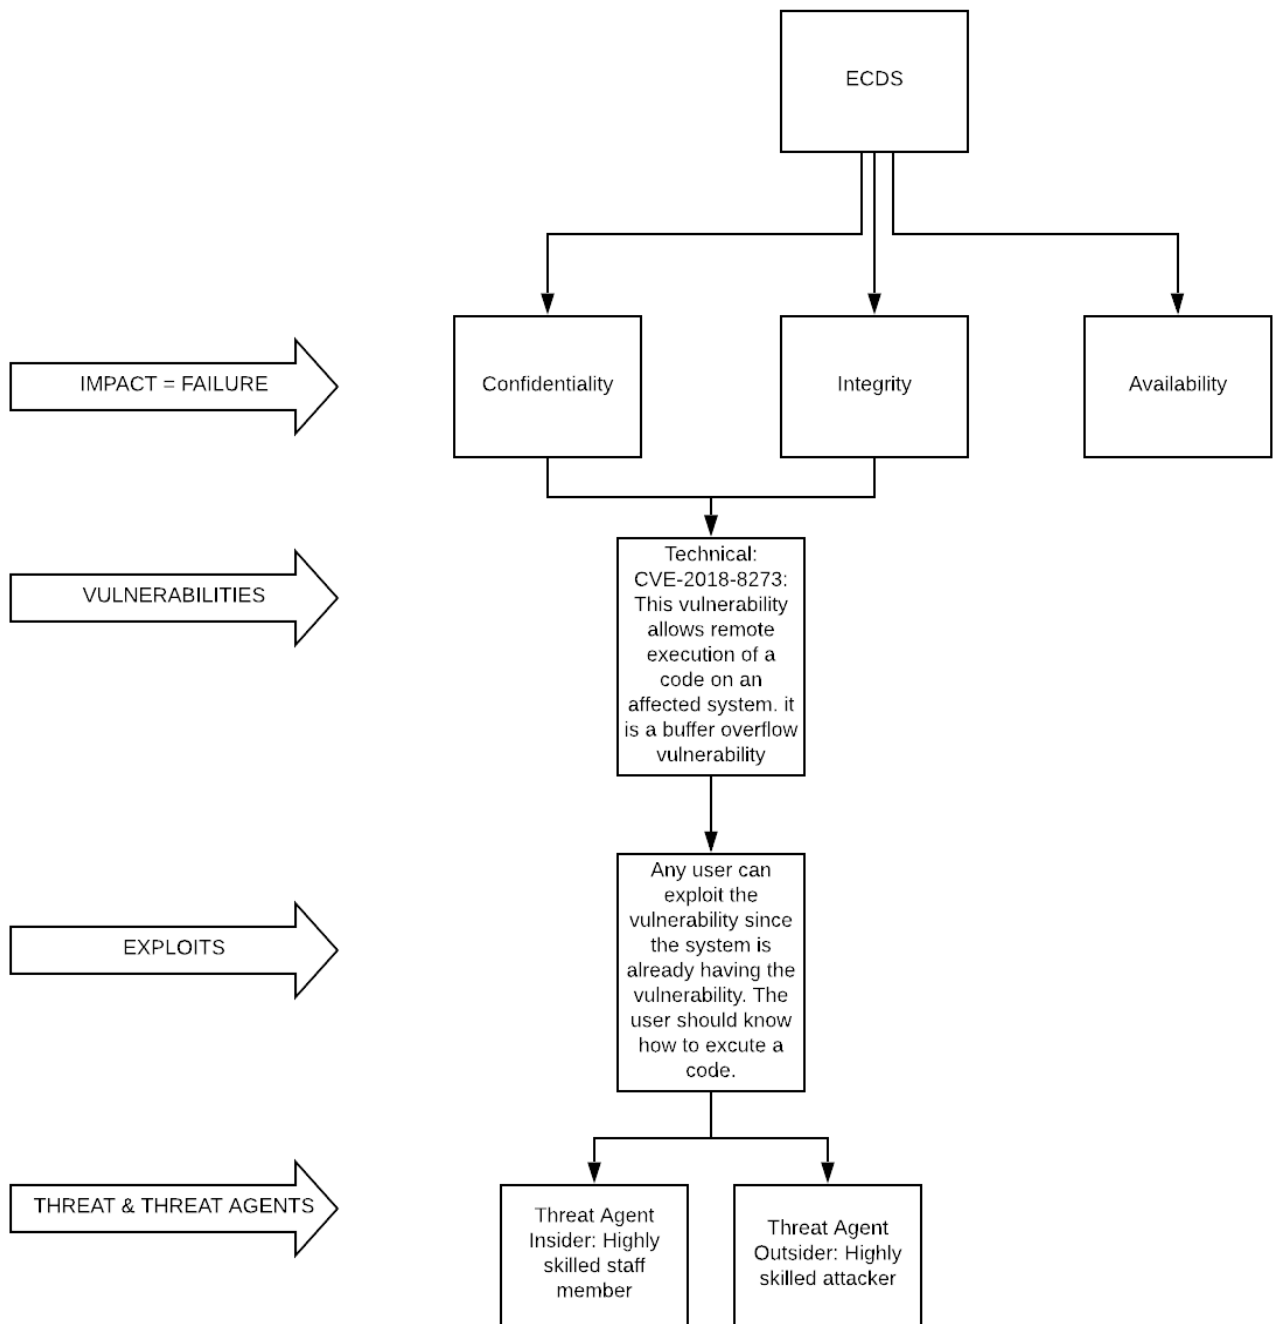 ECDS
IMPACT = FAILURE
Confidentiality
Integrity
Availability
VULNERABILITIES
Technical:
CVE-2018-8273:
This vulnerability
allows remote
execution of a
code on an
affected system. it
is a buffer overflow
vulnerability
EXPLOITS
Any user can
exploit the
vulnerability since
the system is
already having the
vulnerability. The
user should know
how to excute a
code.
THREAT & THREAT AGENTS
Threat Agent
Insider: Highly
skilled staff
member
Threat Agent
Outsider: Highly
skilled attacker